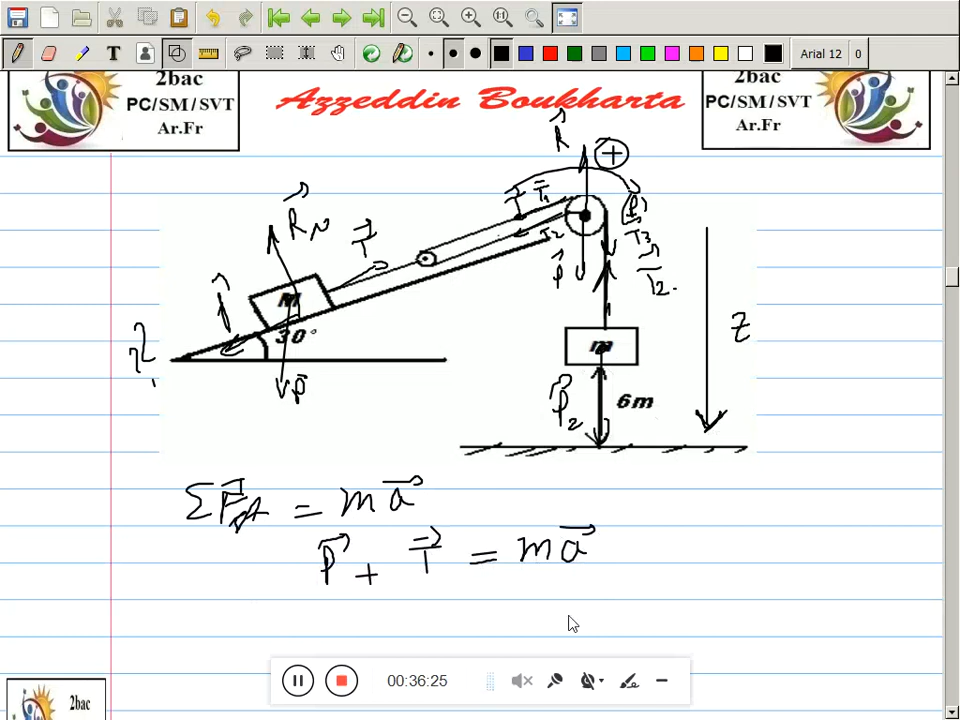 Arial 12 0
2bac
PC/SM/SVT
Ar.Fr
Azzeddin Boukharta
2bac
PC/SM/SVT
Ar.Fr
R
+
T1
T2
P
T3
T2
RN
T
M
30°
P
m
P2
6m
Z
ΣF = ma
P + T = ma
00:36:25
2bac